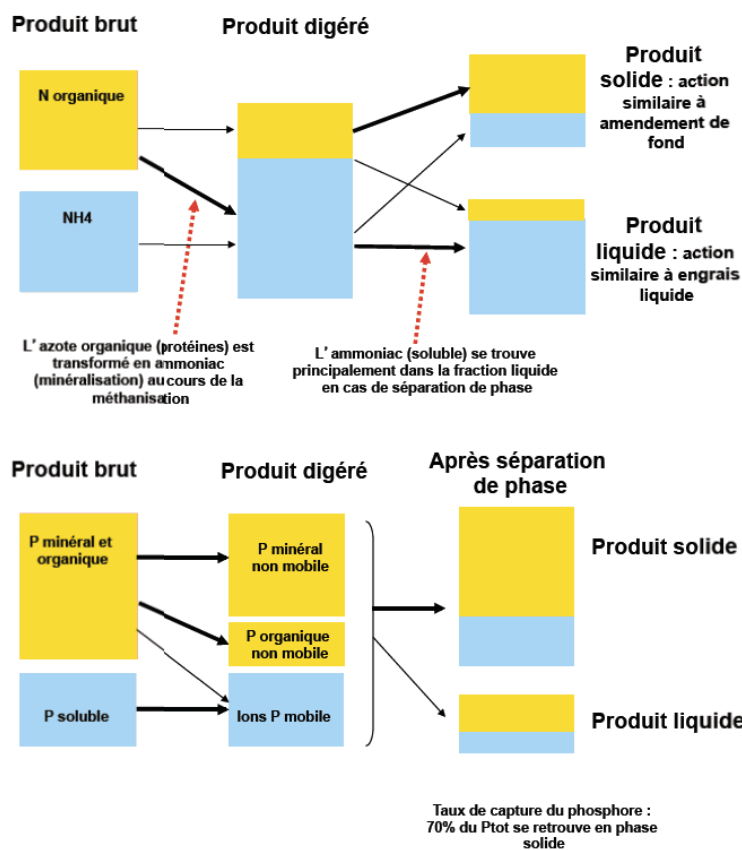 Produit brut
Produit digéré
N organique
NH4
Produit
solide : action
similaire à
amendement de
fond
Produit
liquide : action
similaire à engrais
liquide
L' azote organique (protéines) est
transformé en ammoniac
(minéralisation) au cours de la
méthanisation
L' ammoniac (soluble) se trouve
principalement dans la fraction liquide
en cas de séparation de phase
Produit brut
Produit digéré
Après séparation
de phase
P minéral et
organique
P soluble
P minéral
non mobile
P organique
non mobile
Ions P mobile
Produit solide
Produit liquide
Taux de capture du phosphore :
70% du Ptot se retrouve en phase
solide